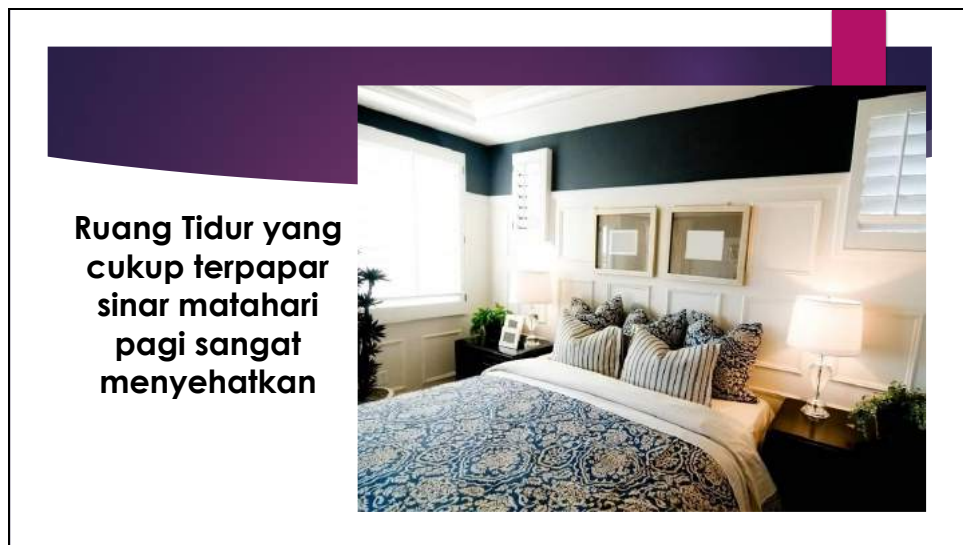 Ruang Tidur yang
cukup terpapar
sinar matahari
pagi sangat
menyehatkan